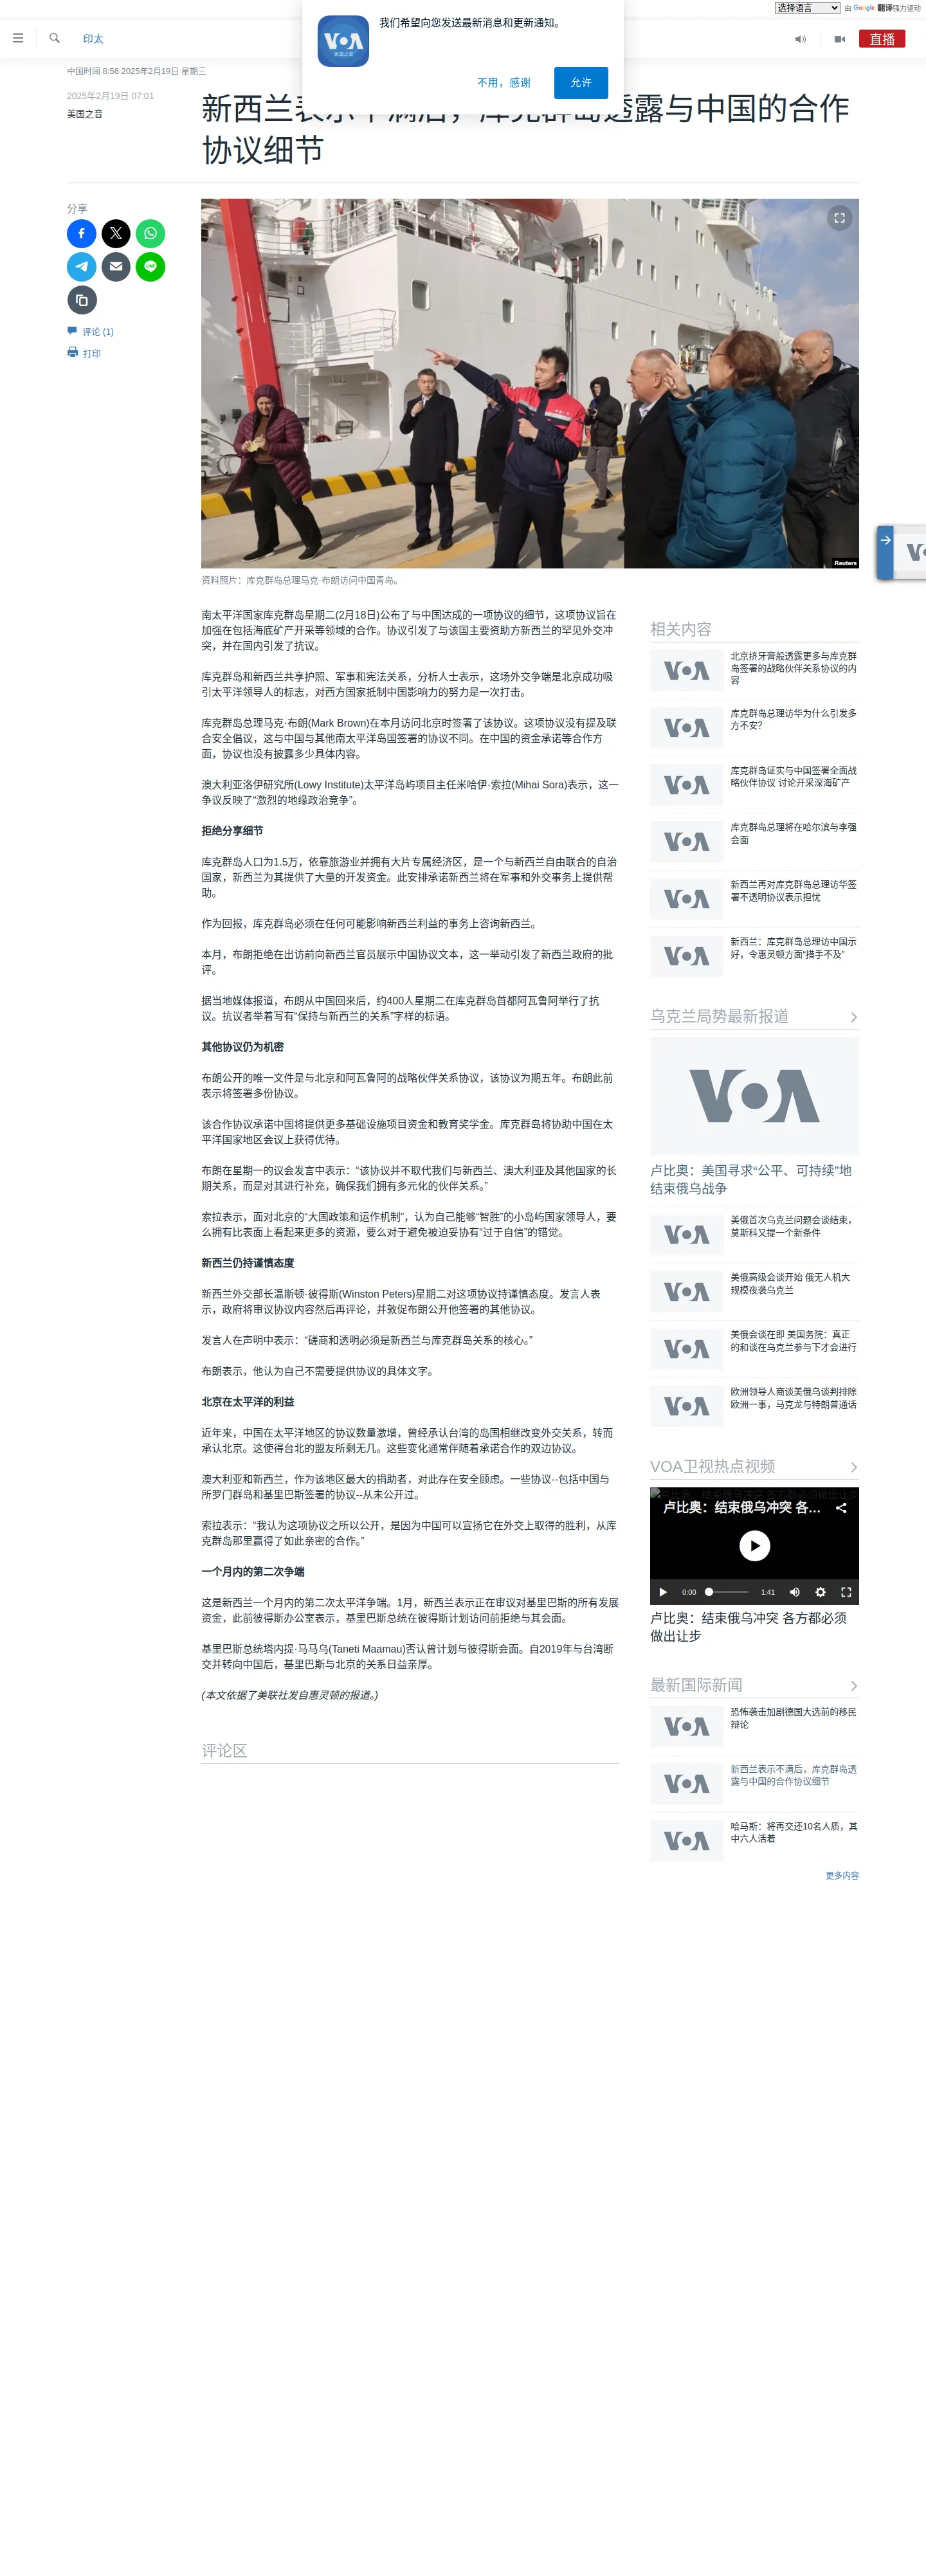 选择语言
由 Google 翻译强力驱动
我们希望向您发送最新消息和更新通知。
VOA
美国之音
不用，感谢
允许
印太
直播
中国时间 8:56 2025年2月19日 星期三
2025年2月19日 07:01
美国之音
新西兰表示不满后，库克群岛透露与中国的合作
协议细节
分享
评论 (1)
打印
Reuters
资料照片：库克群岛总理马克·布朗访问中国青岛。
南太平洋国家库克群岛星期二(2月18日)公布了与中国达成的一项协议的细节，这项协议旨在
加强在包括海底矿产开采等领域的合作。协议引发了与该国主要资助方新西兰的罕见外交冲
突，并在国内引发了抗议。
库克群岛和新西兰共享护照、军事和宪法关系，分析人士表示，这场外交争端是北京成功吸
引太平洋领导人的标志，对西方国家抵制中国影响力的努力是一次打击。
库克群岛总理马克·布朗(Mark Brown)在本月访问北京时签署了该协议。这项协议没有提及联
合安全倡议，这与中国与其他南太平洋岛国签署的协议不同。在中国的资金承诺等合作方
面，协议也没有披露多少具体内容。
澳大利亚洛伊研究所(Lowy Institute)太平洋岛屿项目主任米哈伊·索拉(Mihai Sora)表示，这一
争议反映了“激烈的地缘政治竞争”。
拒绝分享细节
库克群岛人口为1.5万，依靠旅游业并拥有大片专属经济区，是一个与新西兰自由联合的自治
国家，新西兰为其提供了大量的开发资金。此安排承诺新西兰将在军事和外交事务上提供帮
助。
作为回报，库克群岛必须在任何可能影响新西兰利益的事务上咨询新西兰。
本月，布朗拒绝在出访前向新西兰官员展示中国协议文本，这一举动引发了新西兰政府的批
评。
据当地媒体报道，布朗从中国回来后，约400人星期二在库克群岛首都阿瓦鲁阿举行了抗
议。抗议者举着写有“保持与新西兰的关系”字样的标语。
其他协议仍为机密
布朗公开的唯一文件是与北京和阿瓦鲁阿的战略伙伴关系协议，该协议为期五年。布朗此前
表示将签署多份协议。
该合作协议承诺中国将提供更多基础设施项目资金和教育奖学金。库克群岛将协助中国在太
平洋国家地区会议上获得优待。
布朗在星期一的议会发言中表示：“该协议并不取代我们与新西兰、澳大利亚及其他国家的长
期关系，而是对其进行补充，确保我们拥有多元化的伙伴关系。”
索拉表示，面对北京的“大国政策和运作机制”，认为自己能够“智胜”的小岛屿国家领导人，要
么拥有比表面上看起来更多的资源，要么对于避免被迫妥协有“过于自信”的错觉。
新西兰仍持谨慎态度
新西兰外交部长温斯顿·彼得斯(Winston Peters)星期二对这项协议持谨慎态度。发言人表
示，政府将审议协议内容然后再评论，并敦促布朗公开他签署的其他协议。
发言人在声明中表示：“磋商和透明必须是新西兰与库克群岛关系的核心。”
布朗表示，他认为自己不需要提供协议的具体文字。
北京在太平洋的利益
近年来，中国在太平洋地区的协议数量激增，曾经承认台湾的岛国相继改变外交关系，转而
承认北京。这使得台北的盟友所剩无几。这些变化通常伴随着承诺合作的双边协议。
澳大利亚和新西兰，作为该地区最大的捐助者，对此存在安全顾虑。一些协议--包括中国与
所罗门群岛和基里巴斯签署的协议--从未公开过。
索拉表示：“我认为这项协议之所以公开，是因为中国可以宣扬它在外交上取得的胜利，从库
克群岛那里赢得了如此亲密的合作。”
一个月内的第二次争端
这是新西兰一个月内的第二次太平洋争端。1月，新西兰表示正在审议对基里巴斯的所有发展
资金，此前彼得斯办公室表示，基里巴斯总统在彼得斯计划访问前拒绝与其会面。
基里巴斯总统塔内提·马马乌(Taneti Maamau)否认曾计划与彼得斯会面。自2019年与台湾断
交并转向中国后，基里巴斯与北京的关系日益亲厚。
(本文依据了美联社发自惠灵顿的报道。)
评论区
相关内容
VOA
北京挤牙膏般透露更多与库克群
岛签署的战略伙伴关系协议的内
容
VOA
库克群岛总理访华为什么引发多
方不安？
VOA
库克群岛证实与中国签署全面战
略伙伴协议 讨论开采深海矿产
VOA
库克群岛总理将在哈尔滨与李强
会面
VOA
新西兰再对库克群岛总理访华签
署不透明协议表示担忧
VOA
新西兰：库克群岛总理访中国示
好，令惠灵顿方面“措手不及”
乌克兰局势最新报道
VOA
卢比奥：美国寻求“公平、可持续”地
结束俄乌战争
VOA
美俄首次乌克兰问题会谈结束，
莫斯科又提一个新条件
VOA
美俄高级会谈开始 俄无人机大
规模夜袭乌克兰
VOA
美俄会谈在即 美国务院：真正
的和谈在乌克兰参与下才会进行
VOA
欧洲领导人商谈美俄乌谈判排除
欧洲一事，马克龙与特朗普通话
VOA卫视热点视频
卢比奥：结束俄乌冲突 各…
0:00
1:41
卢比奥：结束俄乌冲突 各方都必须
做出让步
最新国际新闻
VOA
恐怖袭击加剧德国大选前的移民
辩论
VOA
新西兰表示不满后，库克群岛透
露与中国的合作协议细节
VOA
哈马斯：将再交还10名人质，其
中六人活着
更多内容